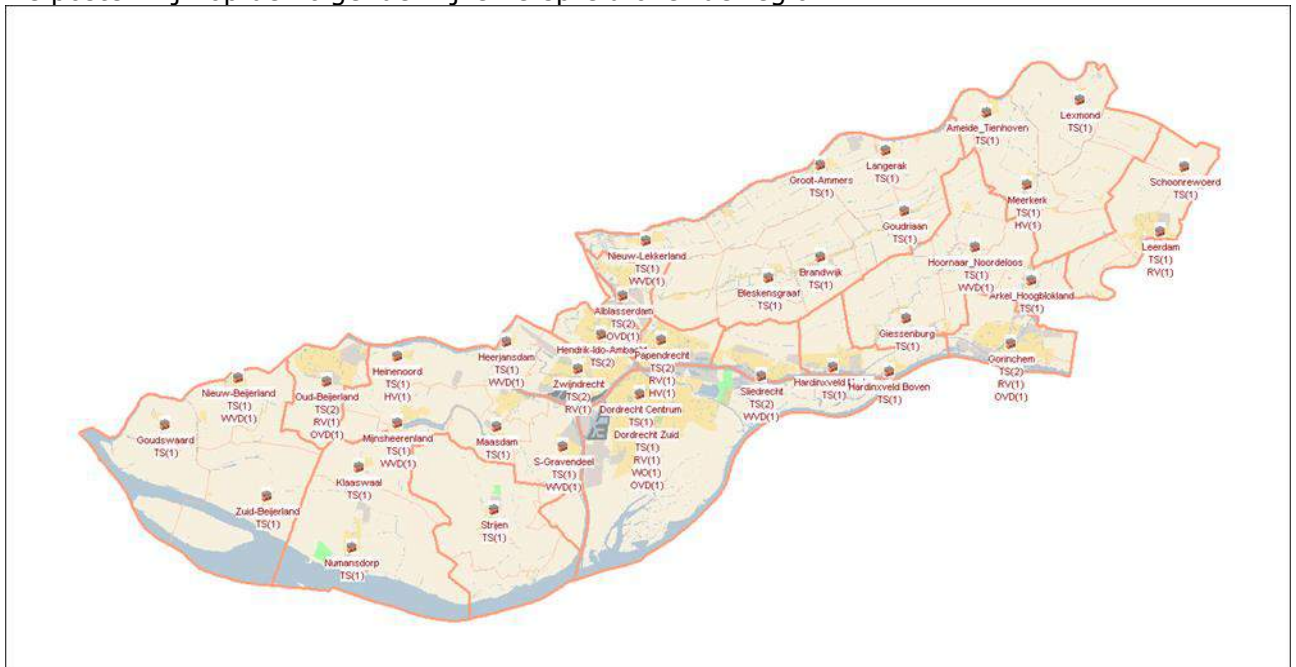 Lexmond
TS(1)
Ameide_Tienhoven
TS(1)
Langerak
TS(1)
Groot-Ammers
TS(1)
Schoonrewoerd
TS(1)
Meerkerk
TS(1)
HV(1)
Goudriaan
TS(1)
Leerdam
TS(1)
RV(1)
Nieuw-Lekkerland
TS(1)
WVD(1)
Hoornaar_Noordeloos
TS(1)
WVD(1)
Brandwijk
TS(1)
Bleskensgraaf
TS(1)
Arkel_Hoogblokland
TS(1)
Alblasserdam
TS(2)
OVD(1)
Giessenburg
TS(1)
Gorinchem
TS(2)
RV(1)
OVD(1)
Hendrik-Ido-Ambac
TS(2)
Papendrecht
TS(2)
RV(1)
HV(1)
Heerjansdam
TS(1)
WVD(1)
Zwijndrecht
TS(2)
RV(1)
Heinenoord
TS(1)
HV(1)
Hardinxveld
TS(1)
Hardinxveld Boven
TS(1)
Sliedrecht
TS(2)
WVD(1)
Nieuw-Beijerland
TS(1)
WVD(1)
Oud-Beijerland
TS(2)
RV(1)
OVD(1)
Dordrecht Centrum
TS(1)
Dordrecht Zuid
TS(1)
RV(1)
WO(1)
OVD(1)
Goudswaard
TS(1)
Mijnsheerenland
TS(1)
WVD(1)
Maasdam
TS(1)
S-Gravendeel
TS(1)
WVD(1)
Klaaswaal
TS(1)
Zuid-Beijerland
TS(1)
Strijen
TS(1)
Numansdorp
TS(1)